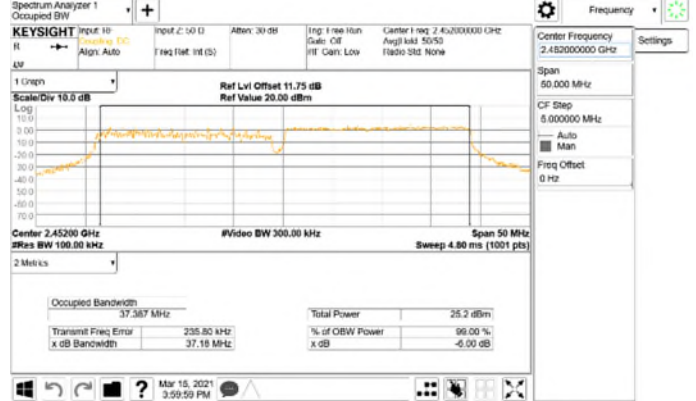 Spectrum Analyzer 1
Occupied BW
+
Frequency
KEYSIGHT Input: RF
Coupling: DC
Align: Auto
Input Z: 50 Ω
Freq Ref: Int (S)
Atten: 30 dB
Trig: Free Run
Gate: Off
#IF Gain: Low
Center Freq: 2.452000000 GHz
Avg|Hold: 50/50
Radio Std: None
Center Frequency
2.452000000 GHz
Settings
Span
50.000 MHz
CF Step
5.000000 MHz
Auto
Man
Freq Offset
0 Hz
1 Graph
Scale/Div 10.0 dB
Ref Lvl Offset 11.75 dB
Ref Value 20.00 dBm
Log
10.0
0.00
-10.0
-20.0
-30.0
-40.0
-50.0
-60.0
-70.0
Center 2.45200 GHz
#Video BW 300.00 kHz
Span 50 MHz
#Res BW 100.00 kHz
Sweep 4.80 ms (1001 pts)
2 Metrics
Occupied Bandwidth
37.387 MHz
Total Power
25.2 dBm
Transmit Freq Error
235.80 kHz
% of OBW Power
99.00 %
x dB Bandwidth
37.18 MHz
x dB
-6.00 dB
?
Mar 15, 2021
3:59:59 PM